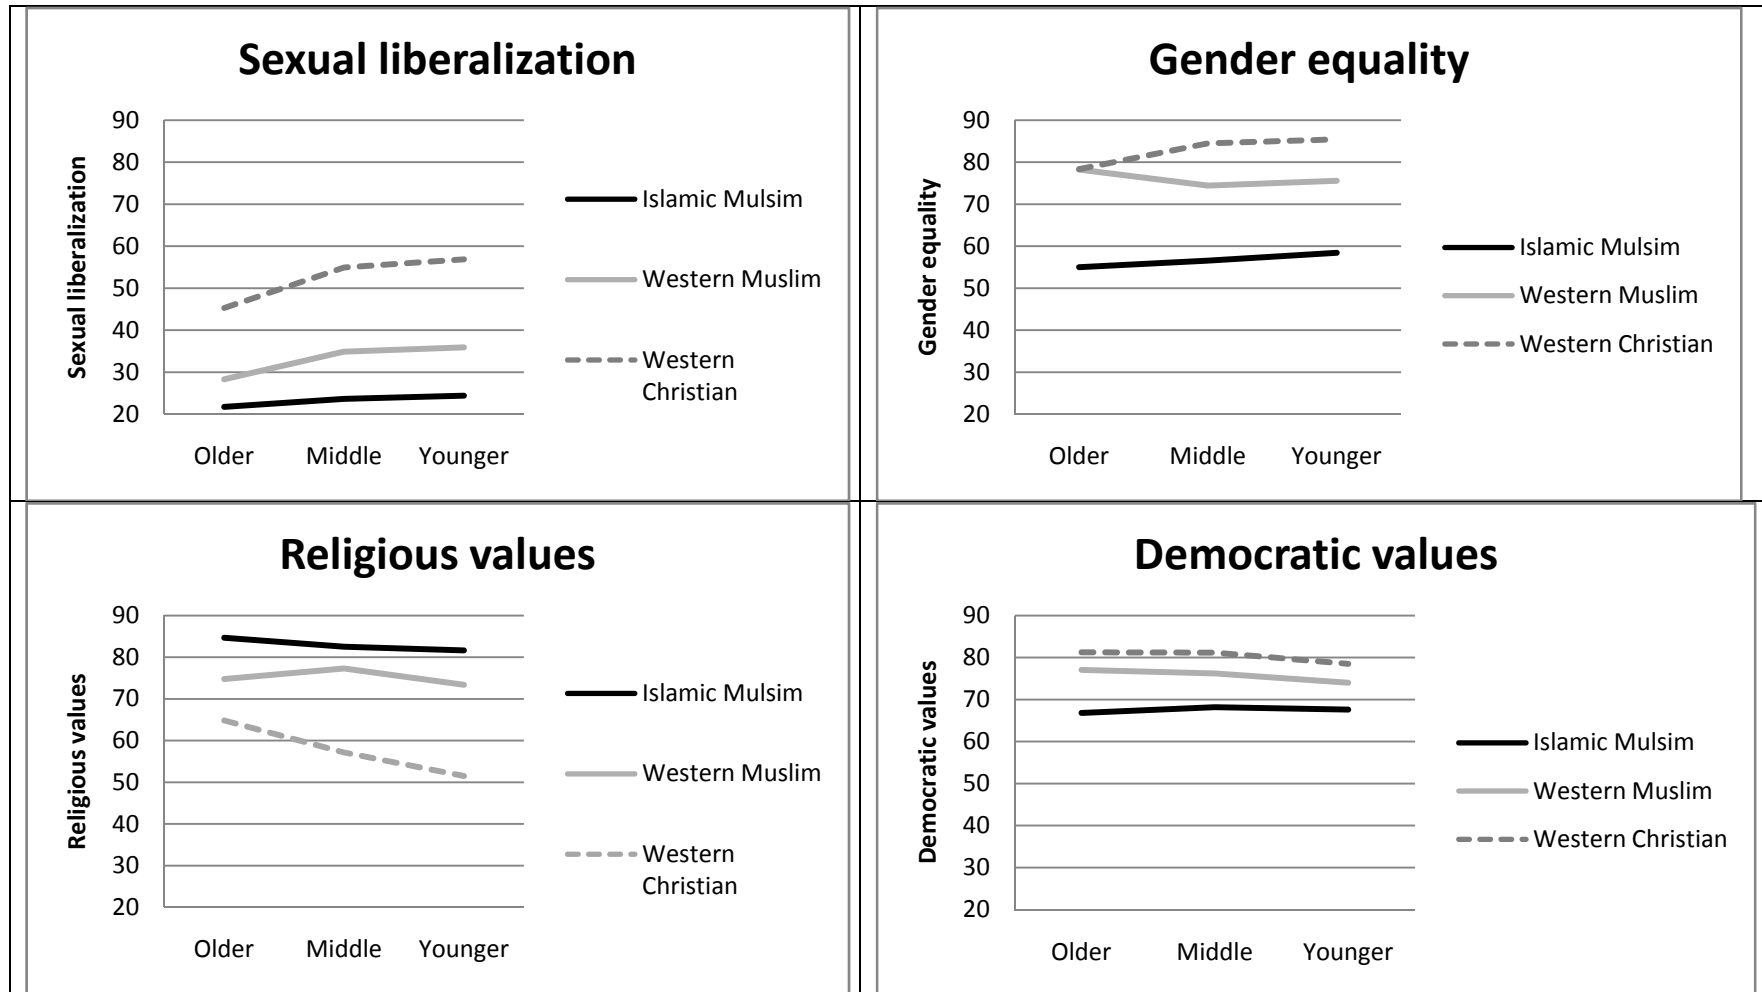 Sexual liberalization
90
80
70
60
50
40
30
20
Sexual liberalization
Older Middle Younger
Islamic Mulsim
Western Muslim
Western
Christian
Gender equality
90
80
70
60
50
40
30
20
Gender equality
Older Middle Younger
Islamic Mulsim
Western Muslim
Western Christian
Religious values
90
80
70
60
50
40
30
20
Religious values
Older Middle Younger
Islamic Mulsim
Western Muslim
Western
Christian
Democratic values
90
80
70
60
50
40
30
20
Democratic values
Older Middle Younger
Islamic Mulsim
Western Muslim
Western Christian